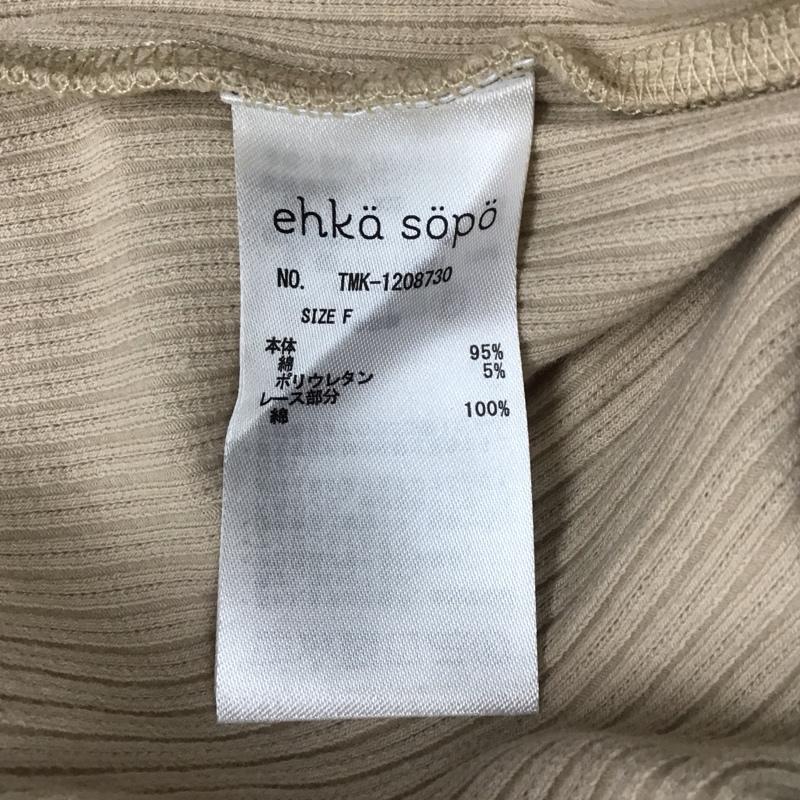 ehkä söpö
NO. TMK-1208730
SIZE F
本体
綿 95%
ポリウレタン 5%
レース部分
綿 100%